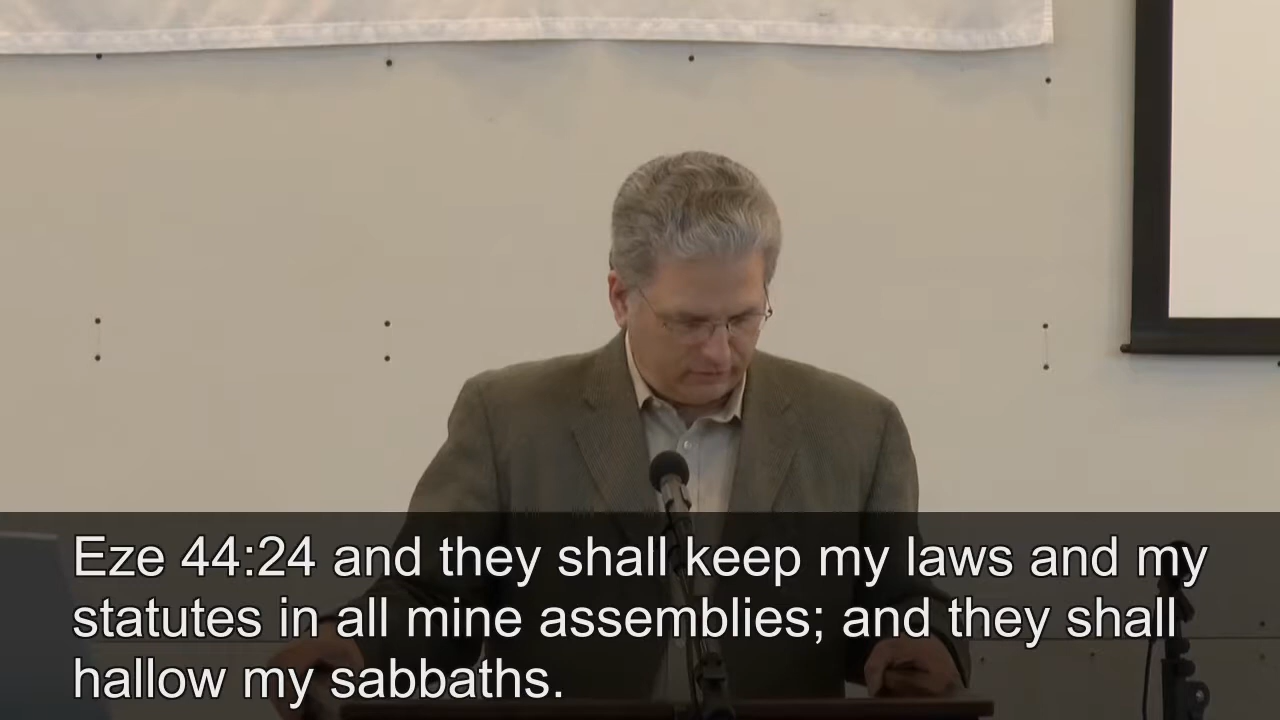 Eze 44:24 and they shall keep my laws and my
statutes in all mine assemblies; and they shall
hallow my sabbaths.